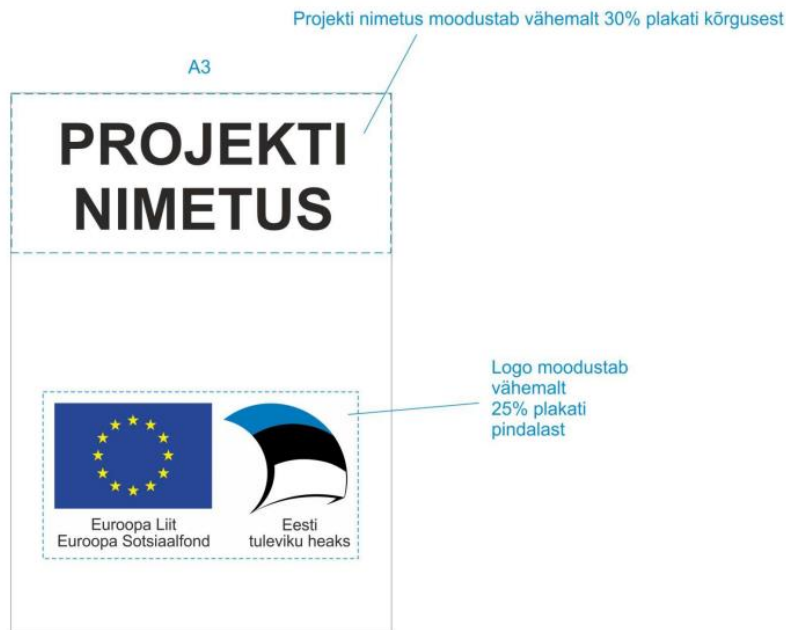 Projekti nimetus moodustab vähemalt 30% plakati kõrgusest
A3
PROJEKTI
NIMETUS
Logo moodustab
vähemalt
25% plakati
pindalast
Euroopa Liit
Euroopa Sotsiaalfond
Eesti
tuleviku heaks